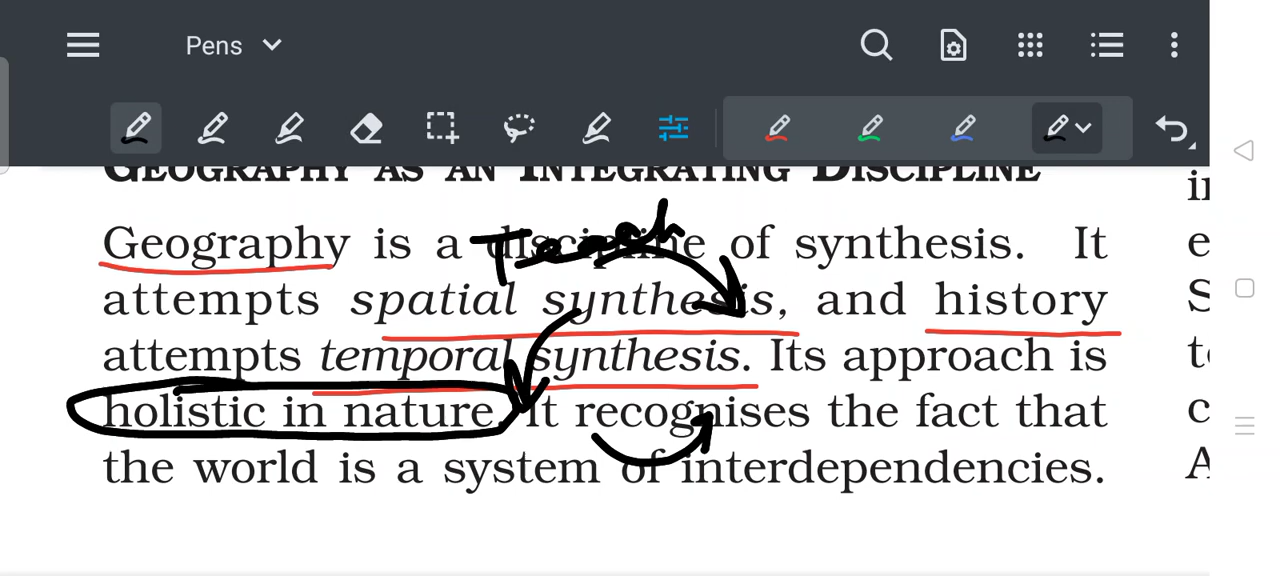 Pens
GEOGRAPHY AS AN INTEGRATING DISCIPLINE
Geography is a discipline of synthesis. It
attempts spatial synthesis, and history
attempts temporal synthesis. Its approach is
holistic in nature. It recognises the fact that
the world is a system of interdependencies.